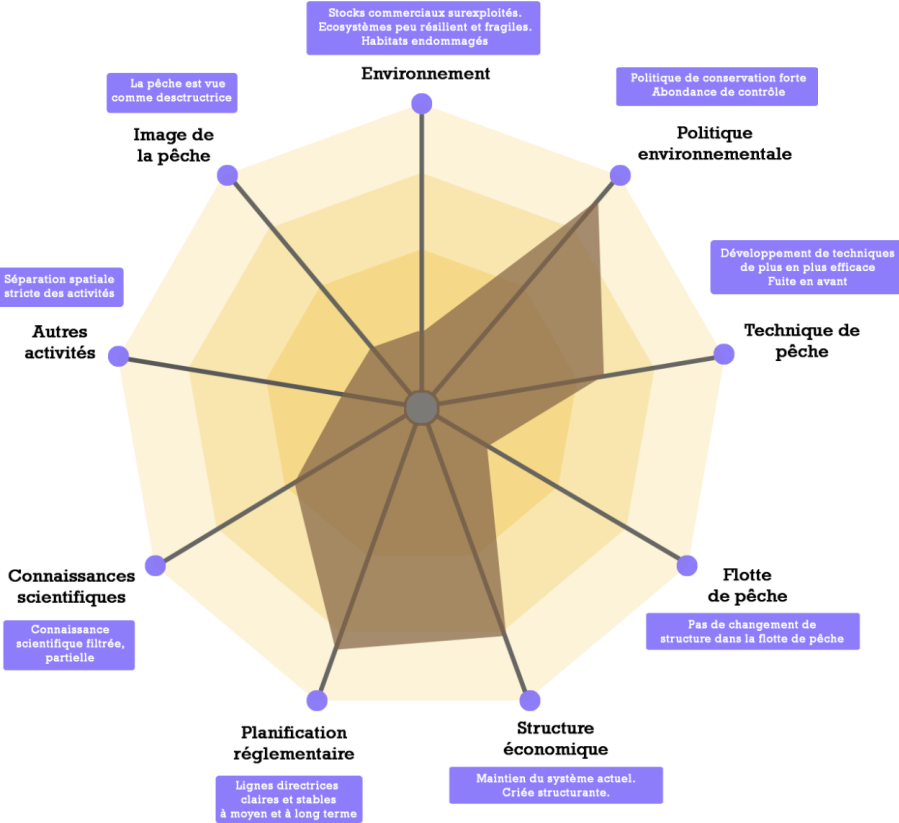 Stocks commerciaux surexploités.
Ecosystèmes peu résilient et fragiles.
Habitats endommagés
Environnement
Politique de conservation forte
Abondance de contrôle
Politique
environnementale
Développement de techniques
de plus en plus efficace
Fuite en avant
Technique de
pêche
Flotte
de pêche
Pas de changement de
structure dans la flotte de pêche
Structure
économique
Maintien du système actuel.
Criée structurante.
Planification
réglementaire
Lignes directrices
claires et stables
à moyen et à long terme
Connaissances
scientifiques
Connaissance
scientifique filtrée,
partielle
Séparation spatiale
stricte des activités
Autres
activités
La pêche est vue
comme desctructrice
Image de
la pêche